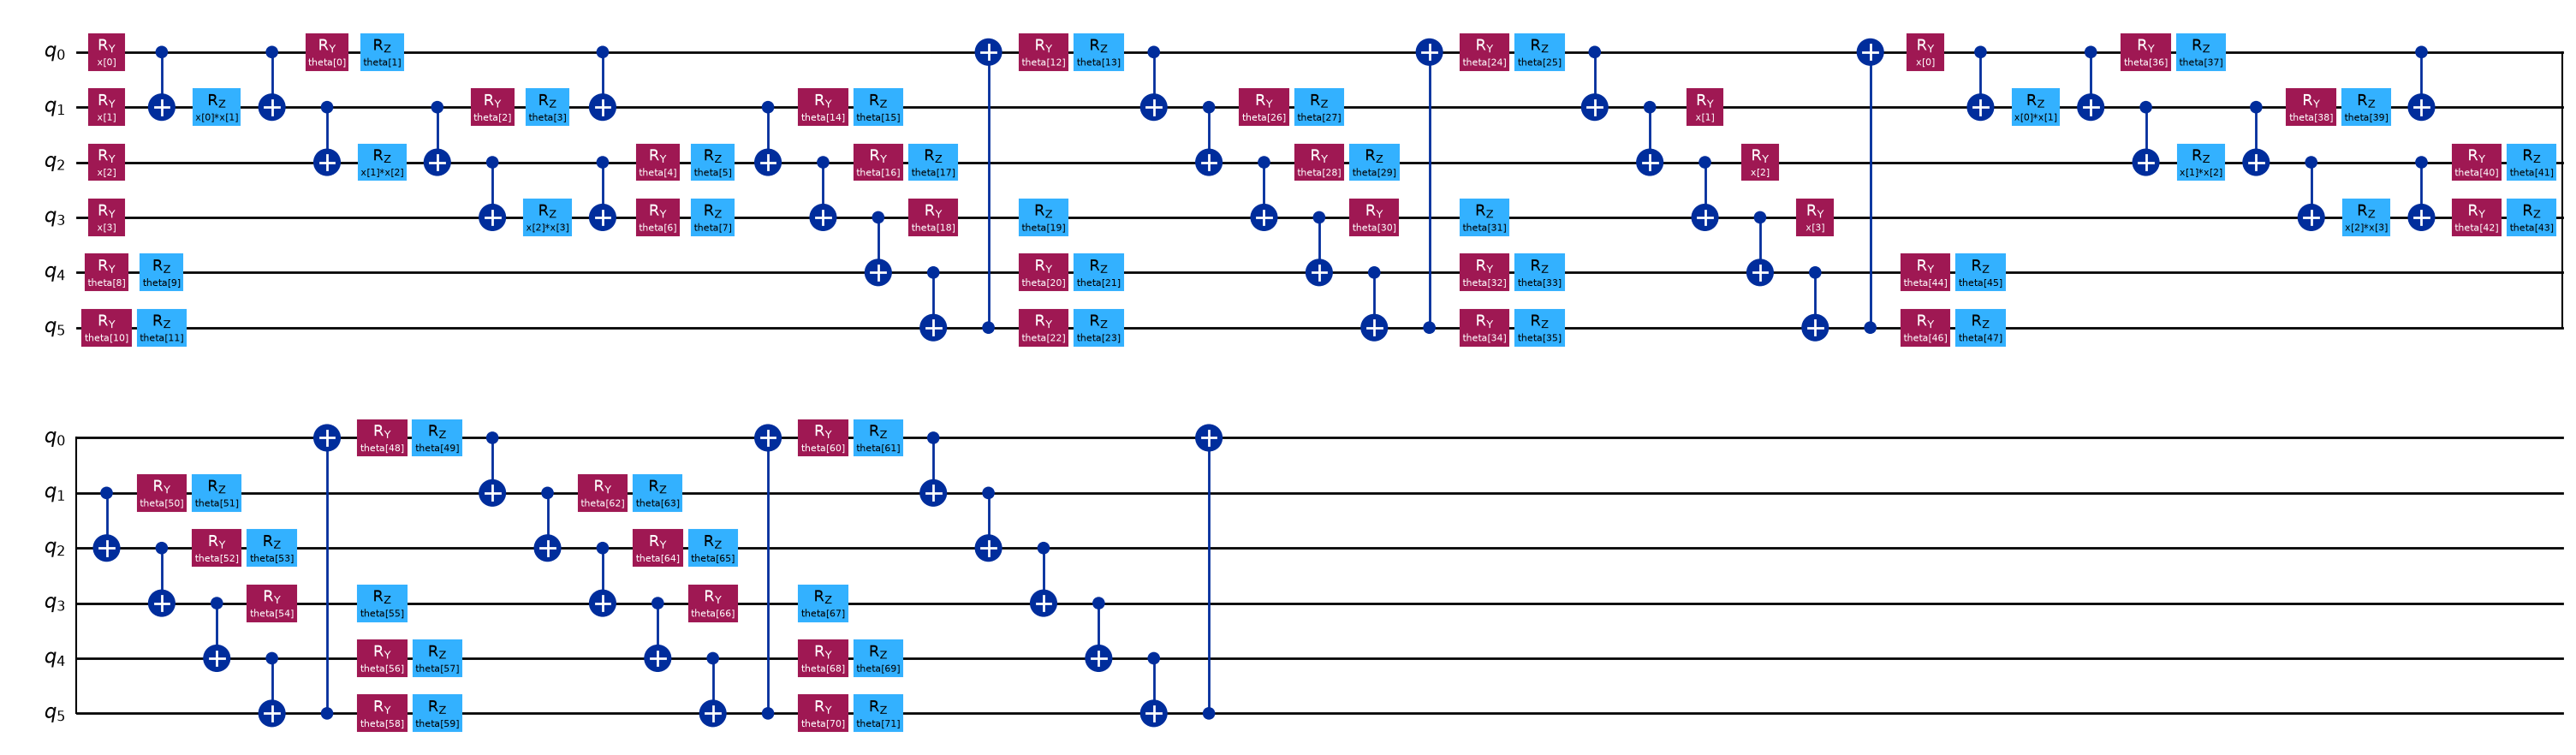 q0 RY x[0] RY theta[0] RZ theta[1] RY theta[12] RZ theta[13] RY theta[24] RZ theta[25] RY x[0] RY theta[36] RZ theta[37]
q1 RY x[1] RZ x[0]*x[1] RY theta[2] RZ theta[3] RY theta[14] RZ theta[15] RY theta[26] RZ theta[27] RY x[1] RZ x[0]*x[1] RY theta[38] RZ theta[39]
q2 RY x[2] RZ x[1]*x[2] RY theta[4] RZ theta[5] RY theta[16] RZ theta[17] RY theta[28] RZ theta[29] RY x[2] RZ x[1]*x[2] RY theta[40] RZ theta[41]
q3 RY x[3] RZ x[2]*x[3] RY theta[6] RZ theta[7] RY theta[18] RZ theta[19] RY theta[30] RZ theta[31] RY x[3] RZ x[2]*x[3] RY theta[42] RZ theta[43]
q4 RY theta[8] RZ theta[9] RY theta[20] RZ theta[21] RY theta[32] RZ theta[33] RY theta[44] RZ theta[45]
q5 RY theta[10] RZ theta[11] RY theta[22] RZ theta[23] RY theta[34] RZ theta[35] RY theta[46] RZ theta[47]
q0 RY theta[48] RZ theta[49] RY theta[60] RZ theta[61]
q1 RY theta[50] RZ theta[51] RY theta[62] RZ theta[63]
q2 RY theta[52] RZ theta[53] RY theta[64] RZ theta[65]
q3 RY theta[54] RZ theta[55] RY theta[66] RZ theta[67]
q4 RY theta[56] RZ theta[57] RY theta[68] RZ theta[69]
q5 RY theta[58] RZ theta[59] RY theta[70] RZ theta[71]